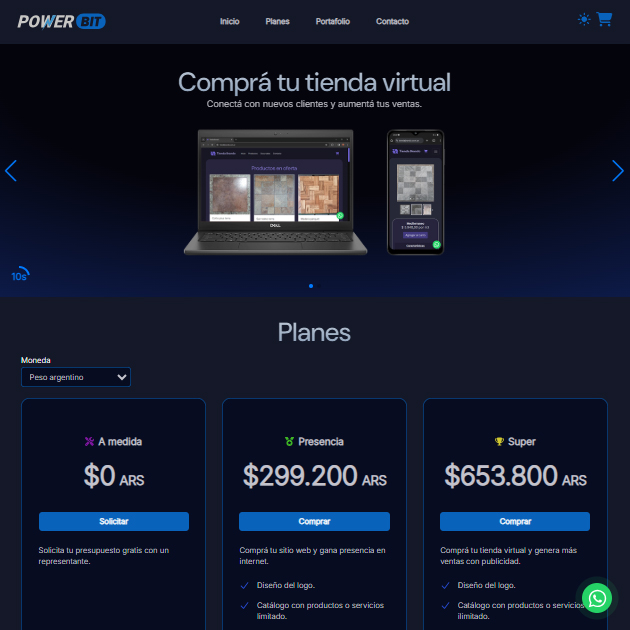 POWER BIT
Inicio
Planes
Portafolio
Contacto
Comprá tu tienda virtual
Conectá con nuevos clientes y aumentá tus ventas.
Productos en oferta
DELL
10s
Planes
Moneda
Peso argentino
A medida
$0 ARS
Solicitar
Solicita tu presupuesto gratis con un
representante.
Presencia
$299.200 ARS
Comprar
Comprá tu sitio web y gana presencia en
internet.
Diseño del logo.
Catálogo con productos o servicios
limitado.
Super
$653.800 ARS
Comprar
Comprá tu tienda virtual y genera más
ventas con publicidad.
Diseño del logo.
Catálogo con productos o servicios
ilimitado.